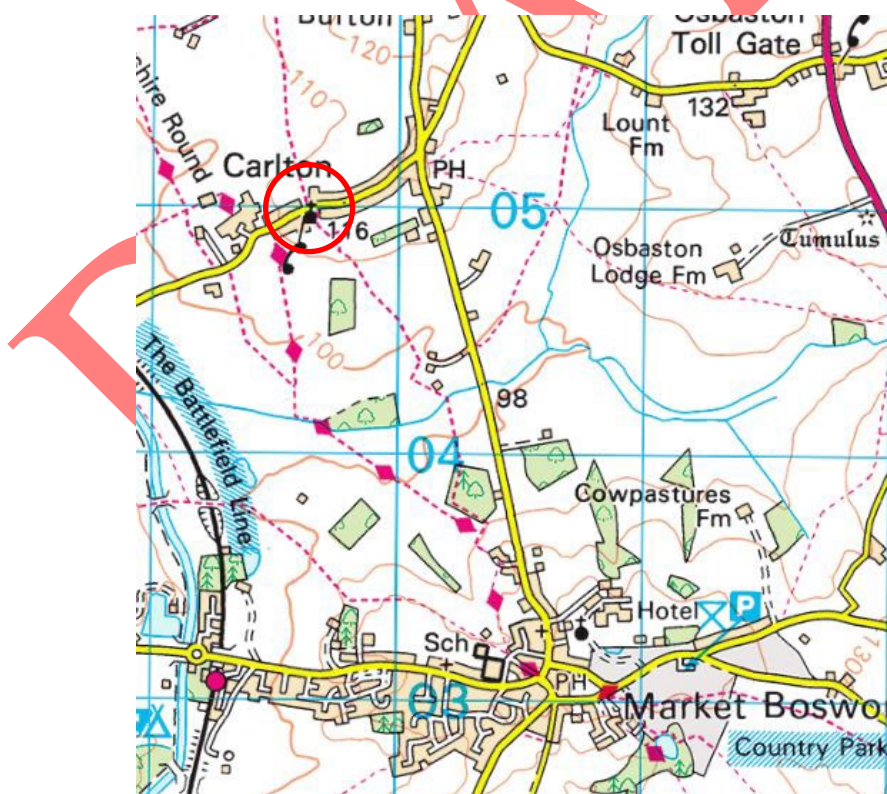 Burton
Osbaston
Toll Gate
120
110
132
Lount
Fm
shire Round
Carlton
PH
05
116
Tumulus
Osbaston
Lodge Fm
100
The Battlefield Line
98
04
Cowpastures
Fm
P
Hotel
Sch
130
PH
03
Market Boswo
Country Park